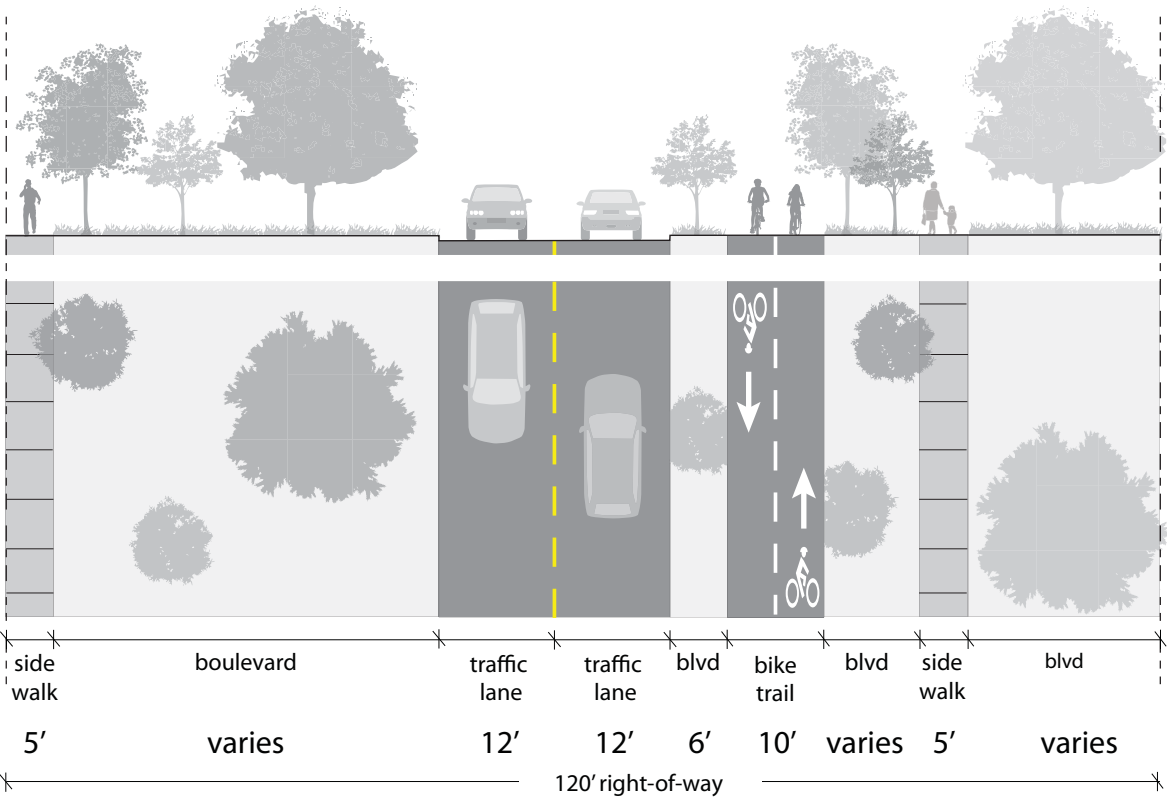 side
walk
boulevard
traffic
lane
traffic
lane
blvd
bike
trail
blvd
side
walk
blvd
5’
varies
12’
12’
6’
10’
varies
5’
varies
120’ right-of-way